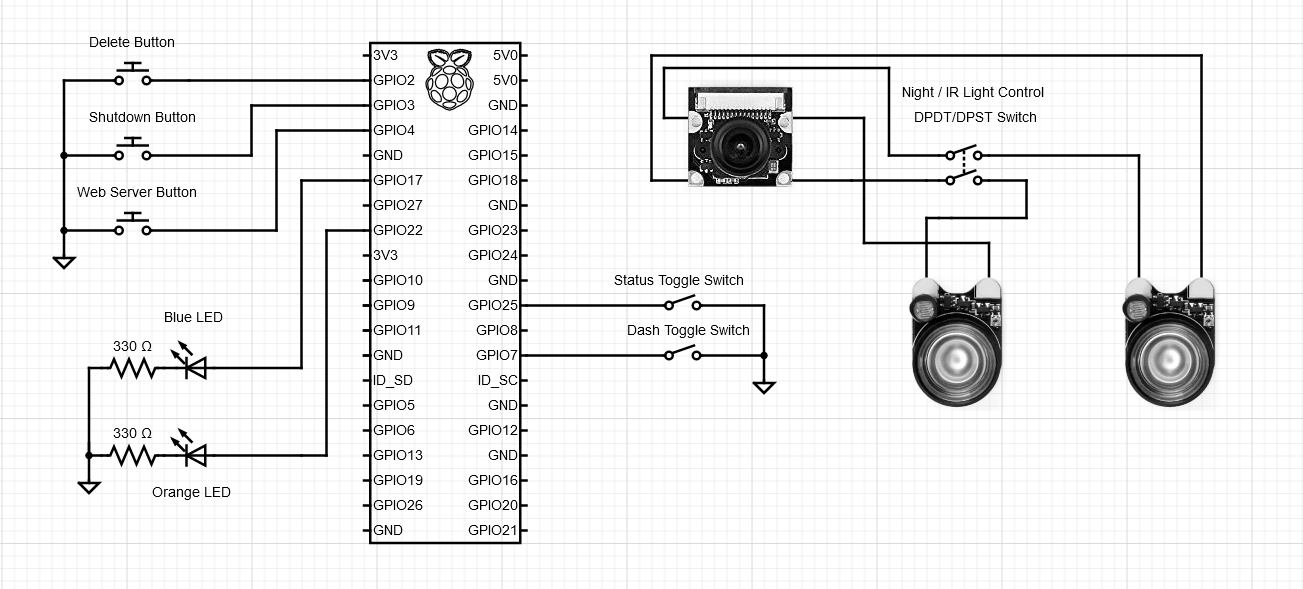 Delete Button
Shutdown Button
Web Server Button
Blue LED
330 Ω
330 Ω
Orange LED
3V3 5V0
GPIO2 5V0
GPIO3 GND
GPIO4 GPIO14
GND GPIO15
GPIO17 GPIO18
GPIO27 GND
GPIO22 GPIO23
3V3 GPIO24
GPIO10 GND
GPIO9 GPIO25
GPIO11 GPIO8
GND GPIO7
ID_SD ID_SC
GPIO5 GND
GPIO6 GPIO12
GPIO13 GND
GPIO19 GPIO16
GPIO26 GPIO20
GND GPIO21
Status Toggle Switch
Dash Toggle Switch
Night / IR Light Control
DPDT/DPST Switch